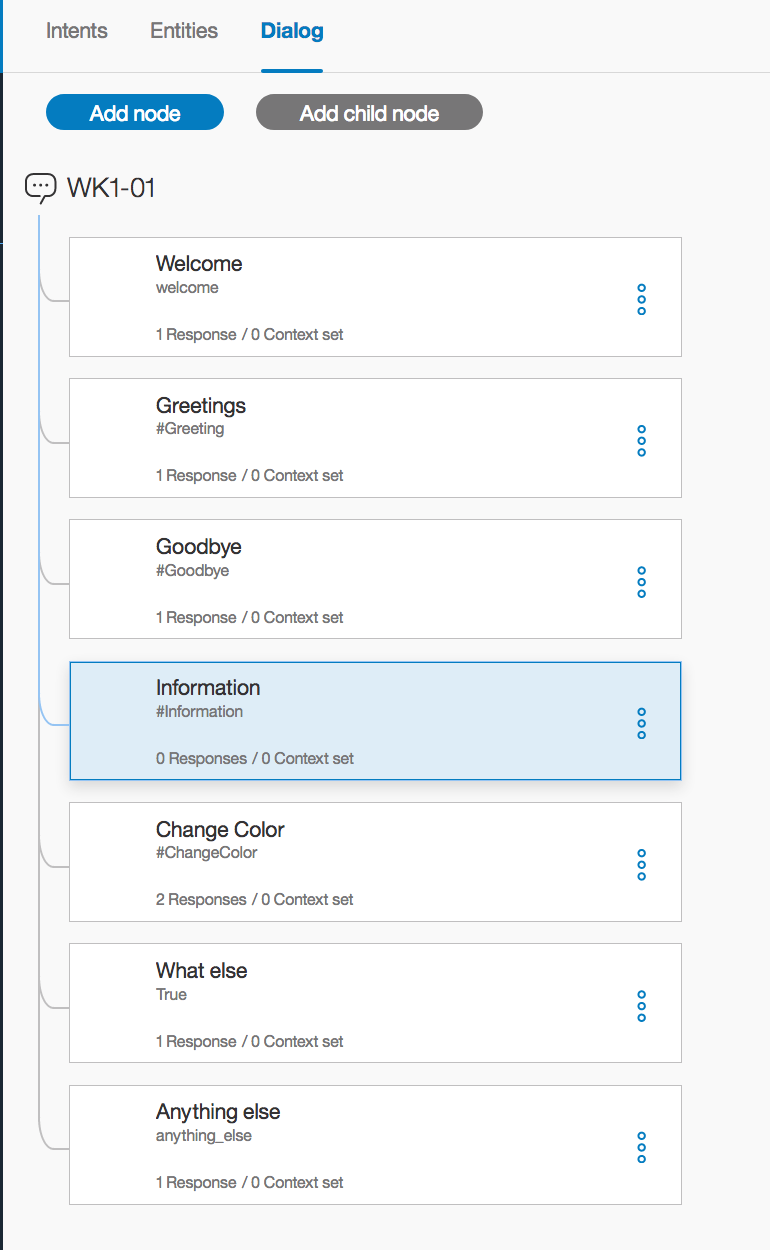 Intents Entities Dialog
Add node Add child node
WK1-01
Welcome
welcome
1 Response / 0 Context set
Greetings
#Greeting
1 Response / 0 Context set
Goodbye
#Goodbye
1 Response / 0 Context set
Information
#Information
0 Responses / 0 Context set
Change Color
#ChangeColor
2 Responses / 0 Context set
What else
True
1 Response / 0 Context set
Anything else
anything_else
1 Response / 0 Context set